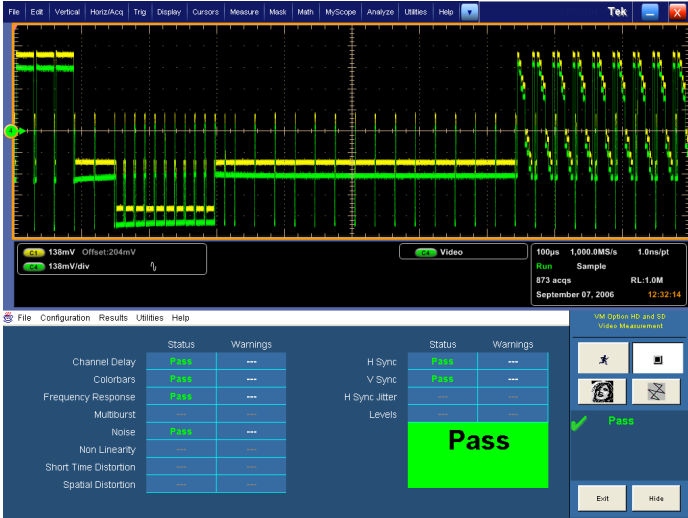 File Edit Vertical Horiz/Acq Trig Display Cursors Measure Mask Math MyScope Analyze Utilities Help Tek X
4
C1 138mV Offset:204mV
C4 138mV/div
C4 Video
100µs 1,000.0MS/s 1.0ns/pt
Run Sample
873 acqs RL:1.0M
September 07, 2006 12:32:14
File Configuration Results Utilities Help
VM Option HD and SD
Video Measurement
Status Warnings Status Warnings
Channel Delay Pass --- H Sync Pass ---
Colorbars Pass --- V Sync Pass ---
Frequency Response Pass --- H Sync Jitter --- ---
Multiburst --- --- Levels --- ---
Noise Pass ---
Non Linearity --- ---
Short Time Distortion --- ---
Spatial Distortion --- ---
Pass
Pass
Exit Hide